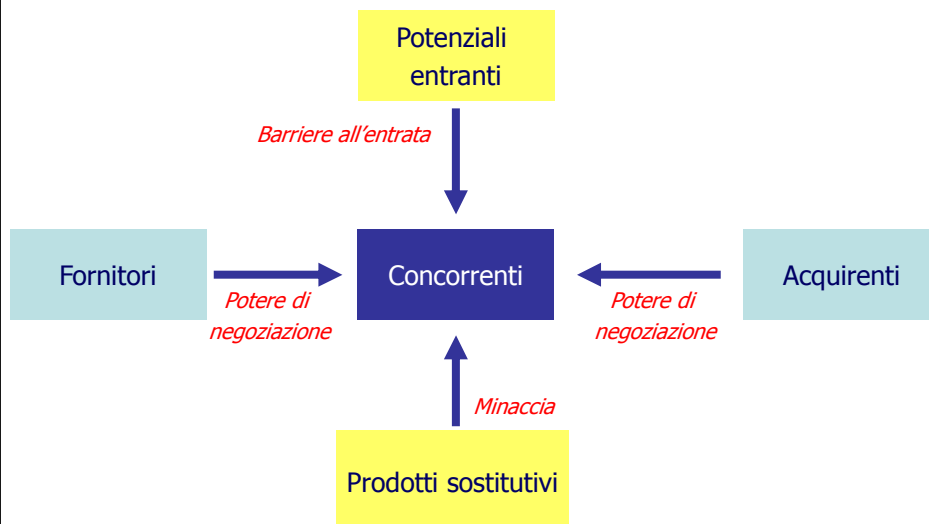 Potenziali
entranti
Barriere all'entrata
Fornitori
Concorrenti
Acquirenti
Potere di
negoziazione
Potere di
negoziazione
Minaccia
Prodotti sostitutivi